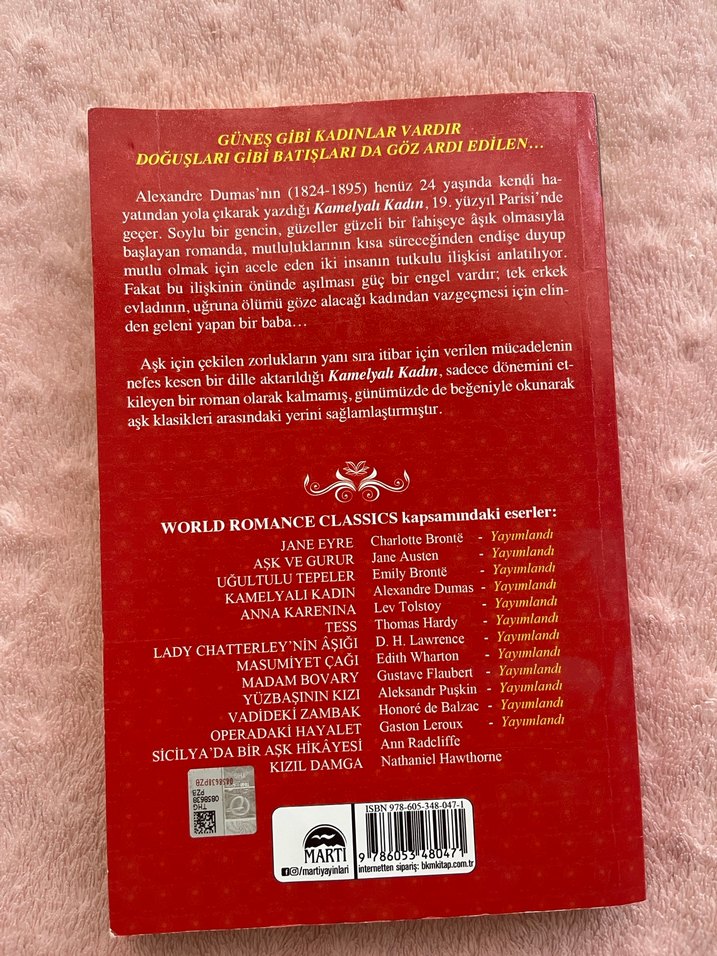 GÜNEŞ GİBİ KADINLAR VARDIR
DOĞUŞLARI GİBİ BATIŞLARI DA GÖZ ARDI EDİLEN…
Alexandre Dumas’nın (1824-1895) henüz 24 yaşında kendi ha-
yatından yola çıkarak yazdığı Kamelyalı Kadın, 19. yüzyıl Parisi’nde
geçer. Soylu bir gencin, güzeller güzeli bir fahişeye âşık olmasıyla
başlayan romanda, mutluluklarının kısa süreceğinden endişe duyup
mutlu olmak için acele eden iki insanın tutkulu ilişkisi anlatılıyor.
Fakat bu ilişkinin önünde aşılması güç bir engel vardır; tek erkek
evladının, uğruna ölümü göze alacağı kadından vazgeçmesi için elin-
den geleni yapan bir baba…
Aşk için çekilen zorlukların yanı sıra itibar için verilen mücadelenin
nefes kesen bir dille aktarıldığı Kamelyalı Kadın, sadece dönemini et-
kileyen bir roman olarak kalmamış, günümüzde de beğeniyle okunarak
aşk klasikleri arasındaki yerini sağlamlaştırmıştır.
WORLD ROMANCE CLASSICS kapsamındaki eserler:
JANE EYRE Charlotte Brontë - Yayımlandı
AŞK VE GURUR Jane Austen - Yayımlandı
UĞULTULU TEPELER Emily Brontë - Yayımlandı
KAMELYALI KADIN Alexandre Dumas - Yayımlandı
ANNA KARENINA Lev Tolstoy - Yayımlandı
TESS Thomas Hardy - Yayımlandı
LADY CHATTERLEY’NİN ÂŞIĞI D. H. Lawrence - Yayımlandı
MASUMİYET ÇAĞI Edith Wharton - Yayımlandı
MADAM BOVARY Gustave Flaubert - Yayımlandı
YÜZBAŞININ KIZI Aleksandr Puşkin - Yayımlandı
VADİDEKİ ZAMBAK Honoré de Balzac - Yayımlandı
OPERADAKİ HAYALET Gaston Leroux - Yayımlandı
SİCİLYA’DA BİR AŞK HİKÂYESİ Ann Radcliffe
KIZIL DAMGA Nathaniel Hawthorne
THG
0858638
PZB
0858638PZB
MARTI
/martiyayinlari
ISBN 978-605-348-047-1
9 786053 480471
internetten sipariş: bkmkitap.com.tr